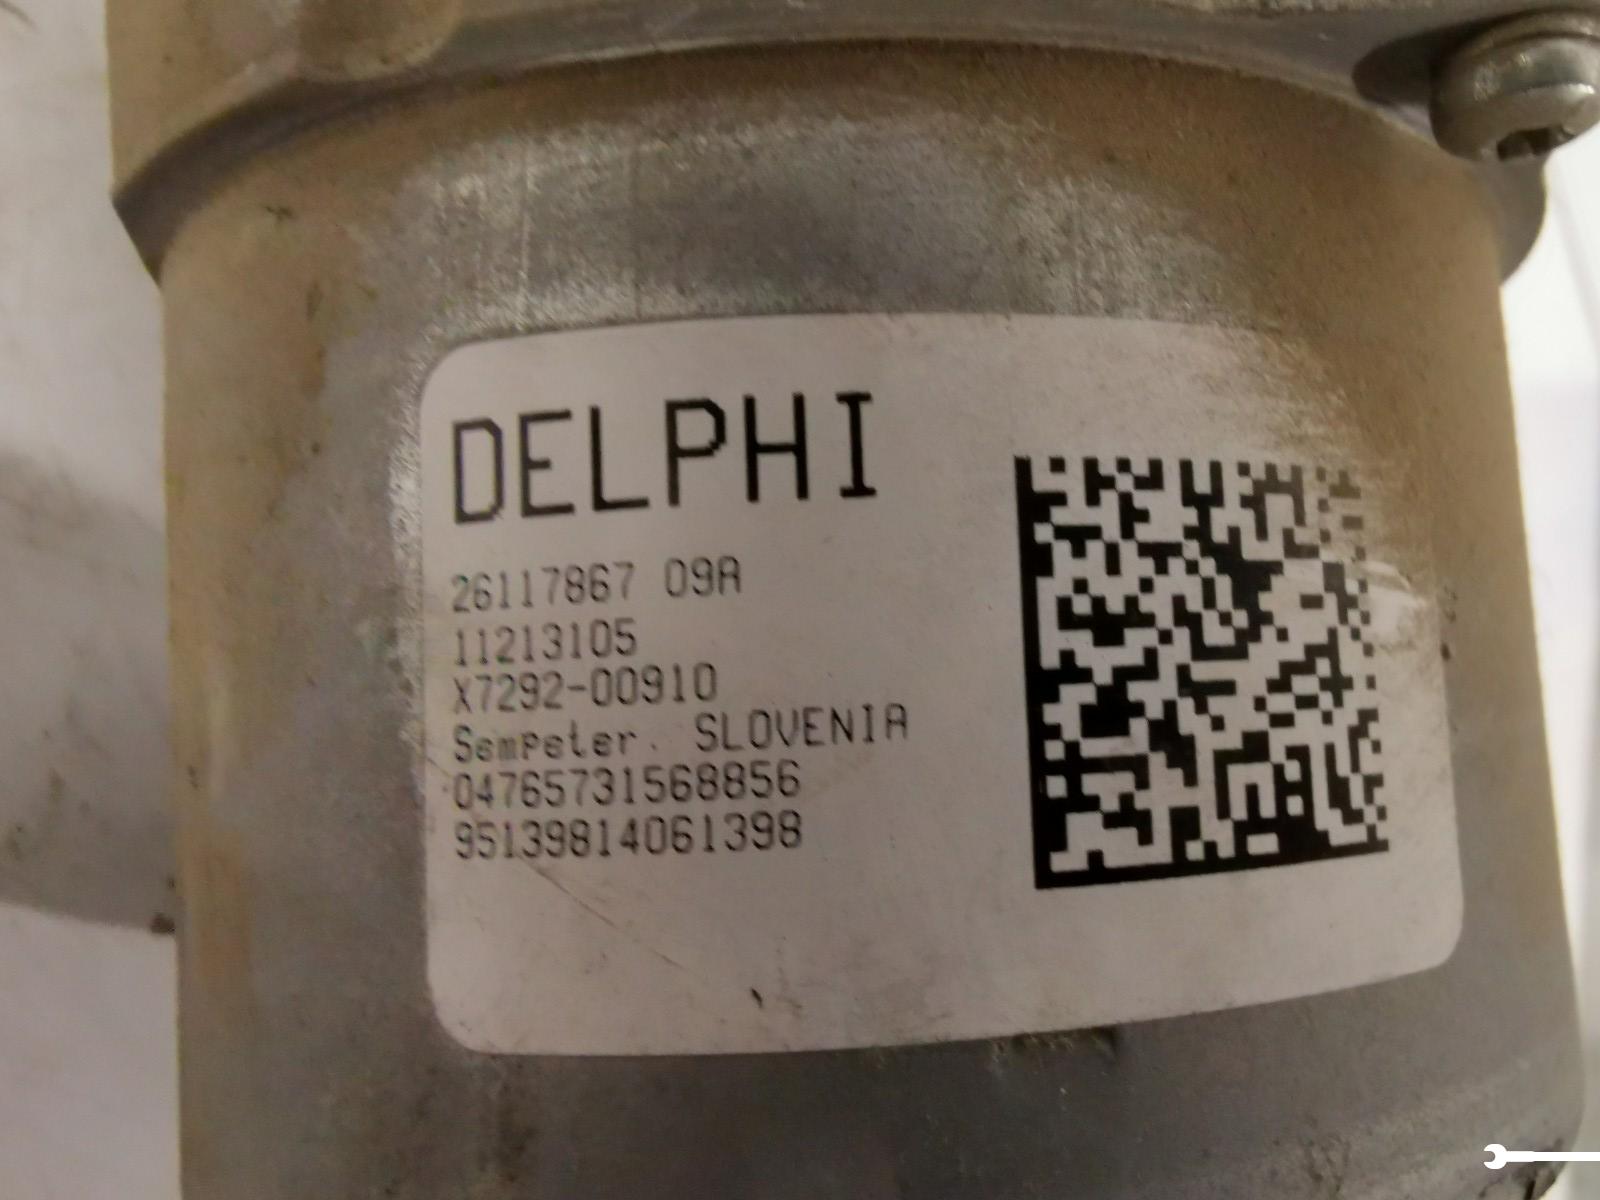 DELPHI
26117867 09A
11213105
X7292-00910
Sempeter. SLOVENIA
04765731568856
95139814061398